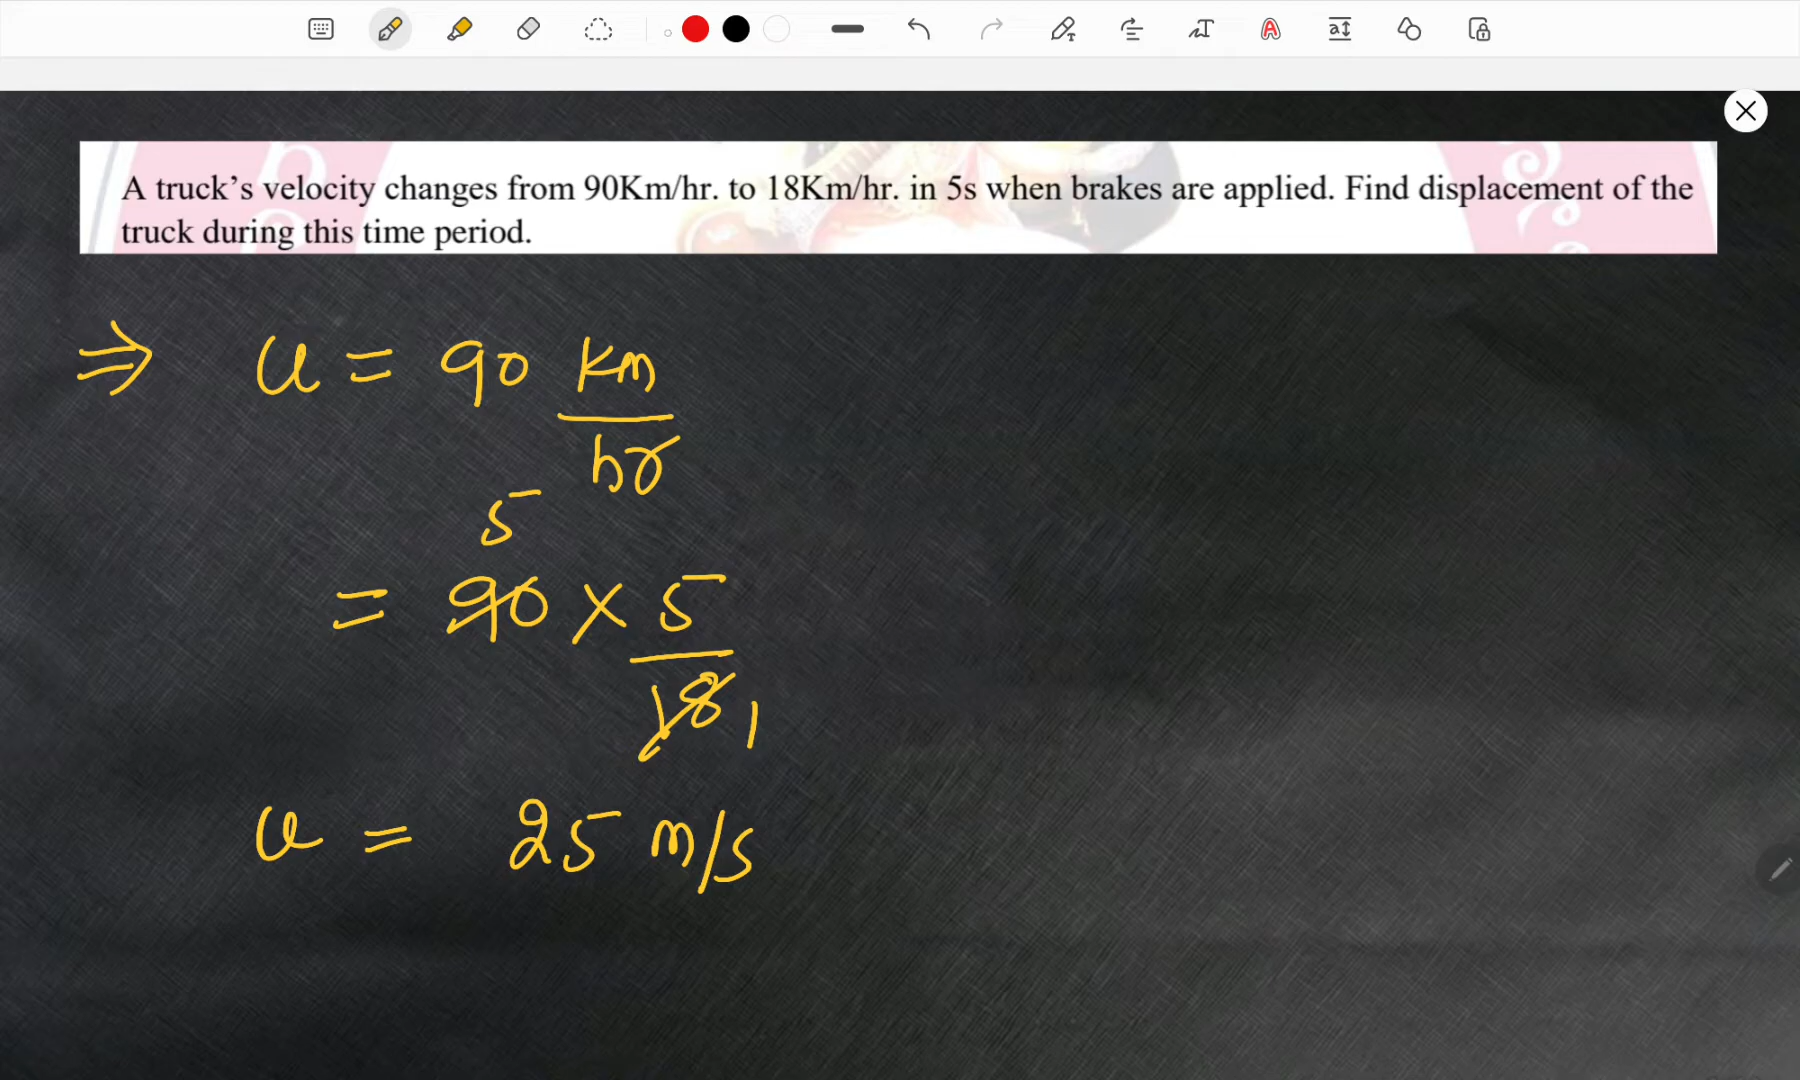 A truck's velocity changes from 90Km/hr. to 18Km/hr. in 5s when brakes are applied. Find displacement of the
truck during this time period.
⇒ u = 90 km/hr
5
= 90 × 5/18 1
u = 25 m/s